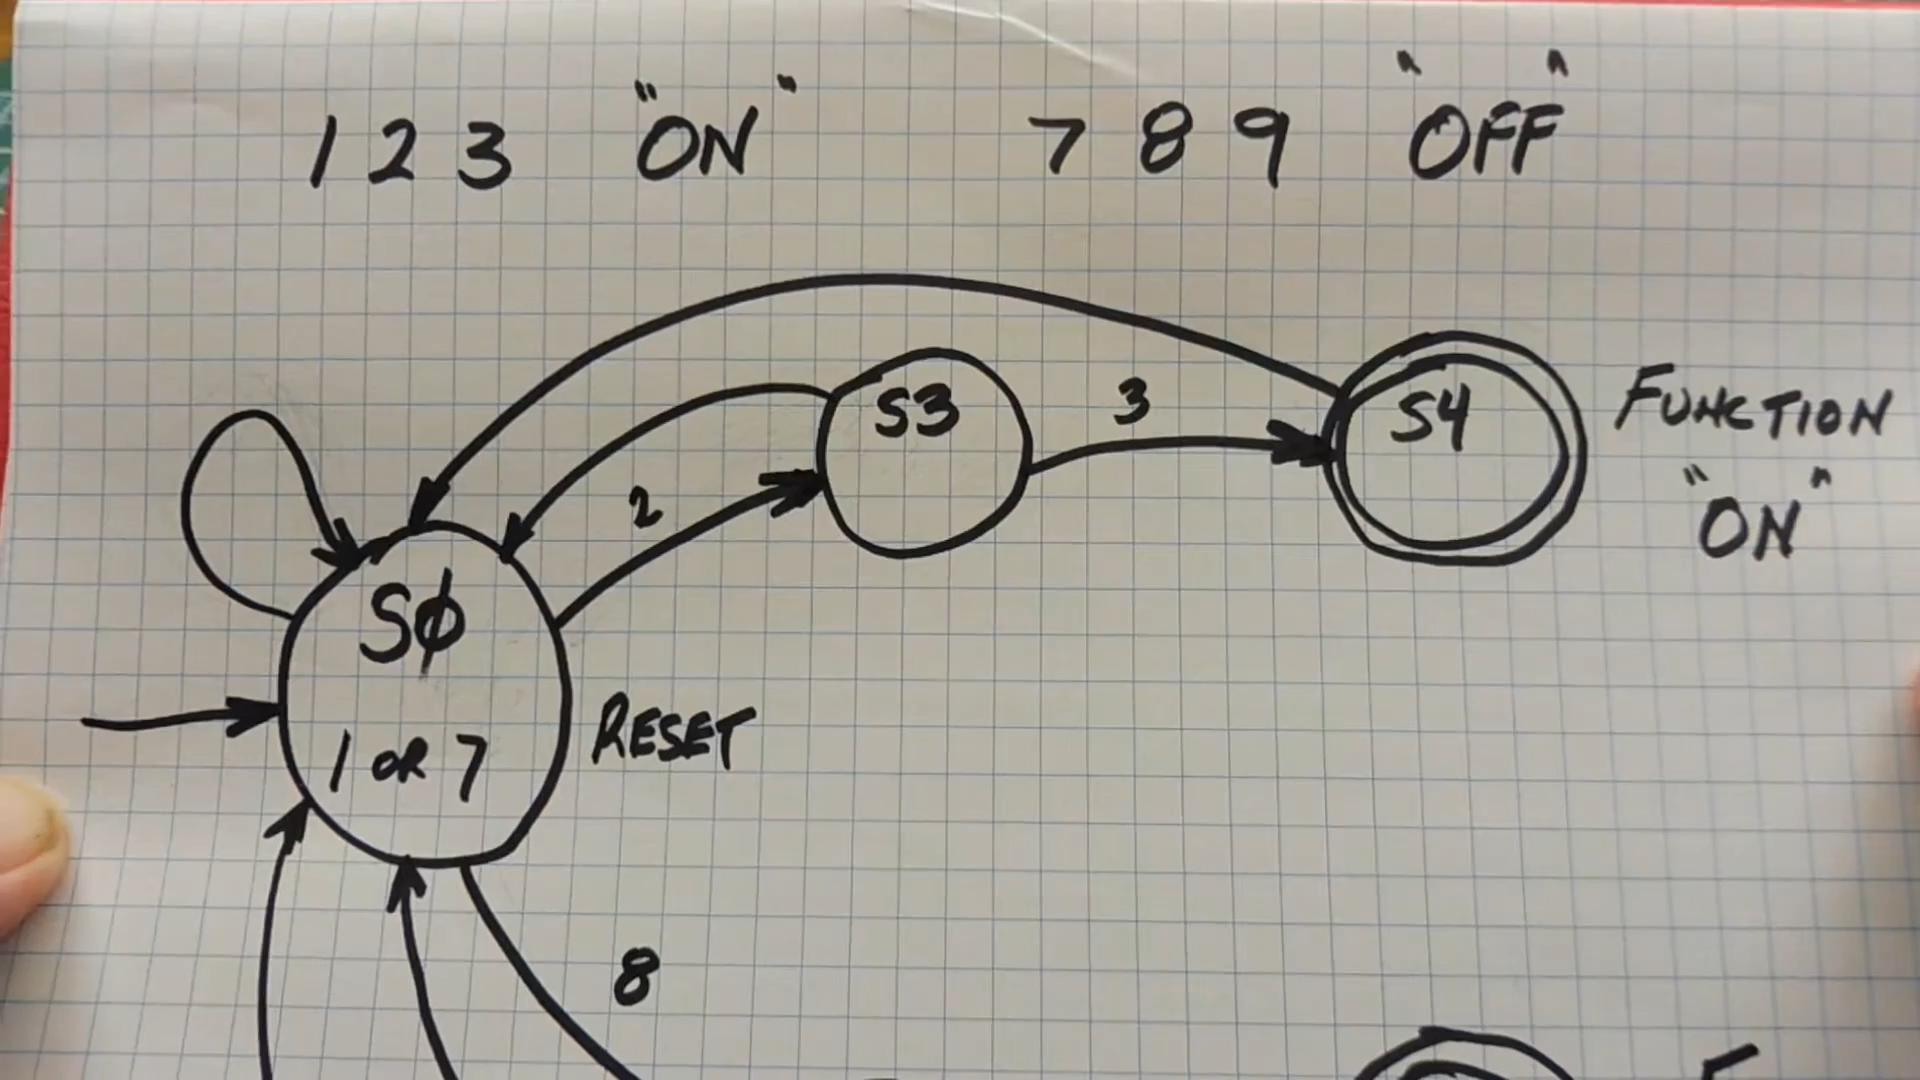 1 2 3 "ON" 7 8 9 "OFF"
3
S3
S4
FUNCTION
"ON"
2
SØ
1 OR 7
RESET
8